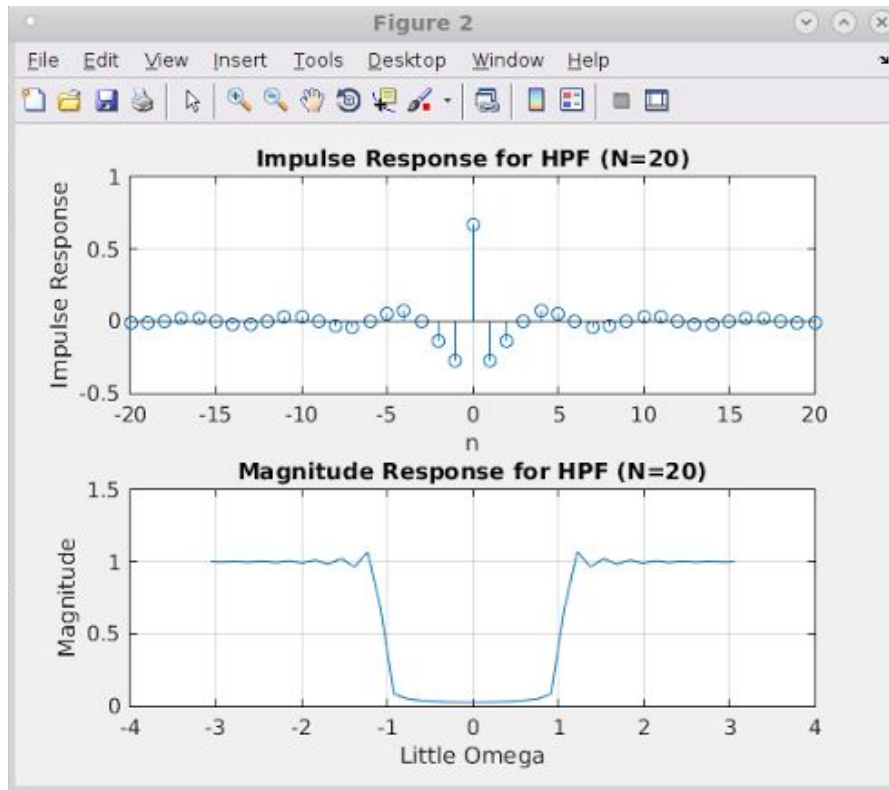 Figure 2
File Edit View Insert Tools Desktop Window Help
Impulse Response for HPF (N=20)
Impulse Response
1
0.5
0
-0.5
-20 -15 -10 -5 0 5 10 15 20
n
Magnitude Response for HPF (N=20)
Magnitude
1.5
1
0.5
0
-4 -3 -2 -1 0 1 2 3 4
Little Omega